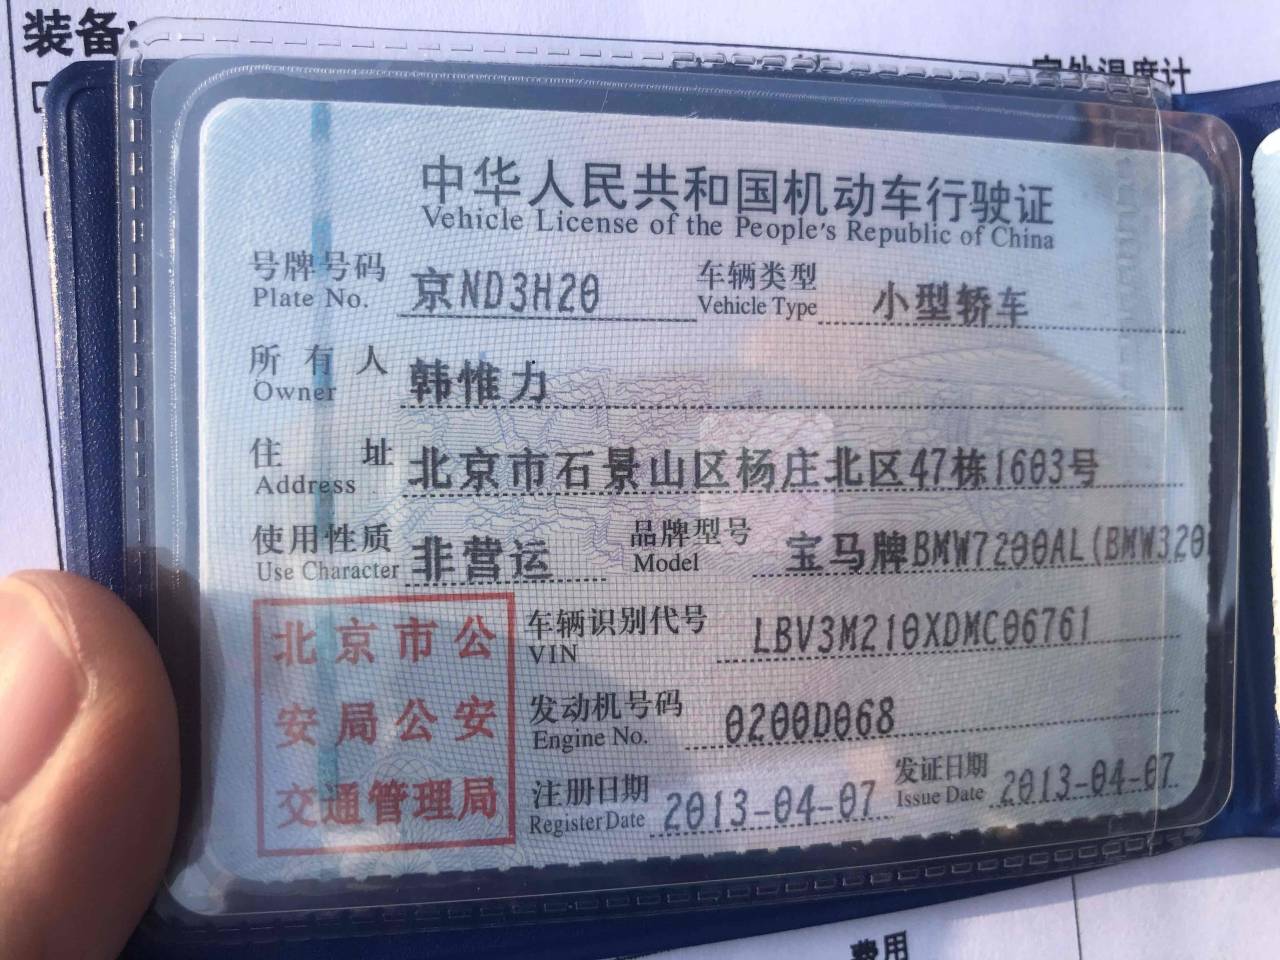 装备
室外温度计
中华人民共和国机动车行驶证
Vehicle License of the People's Republic of China
号牌号码 京ND3H20 车辆类型 小型轿车
Plate No. Vehicle Type
所有人 韩惟力
Owner
住址 北京市石景山区杨庄北区47栋1603号
Address
使用性质 非营运 品牌型号 宝马牌BMW7200AL(BMW320
Use Character Model
北京市公
安局公安
交通管理局
车辆识别代号 LBV3M210XDMC06761
VIN
发动机号码 0200D068
Engine No.
注册日期 2013-04-07 发证日期 2013-04-07
Register Date Issue Date
费用